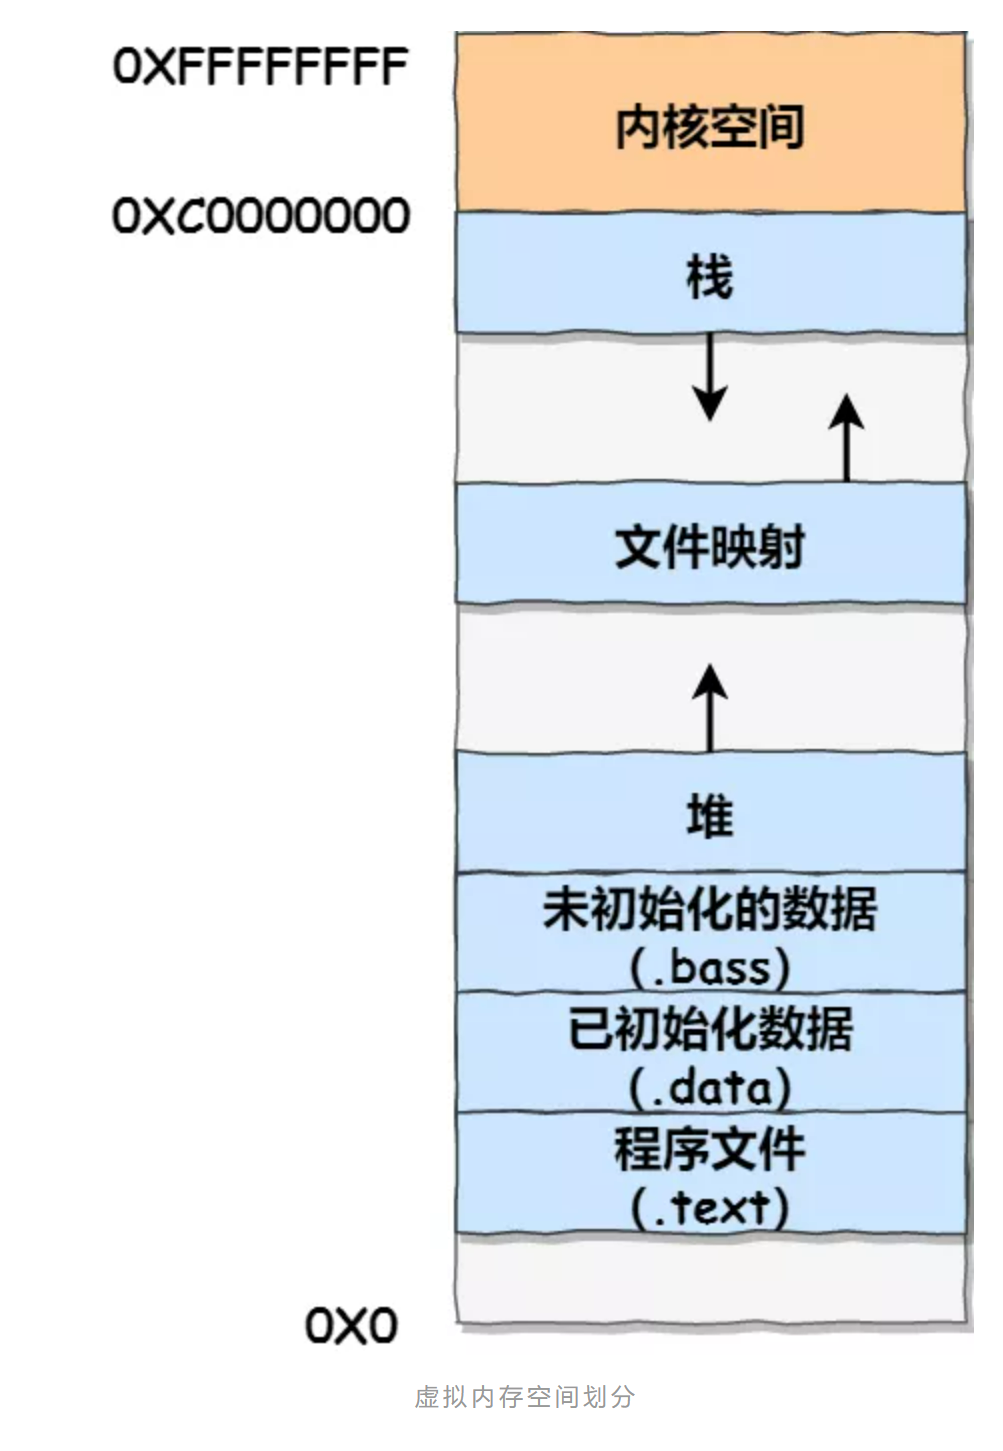 0XFFFFFFFF
内核空间
0XC0000000
栈
文件映射
堆
未初始化的数据
(.bass)
已初始化数据
(.data)
程序文件
(.text)
0X0
虚拟内存空间划分